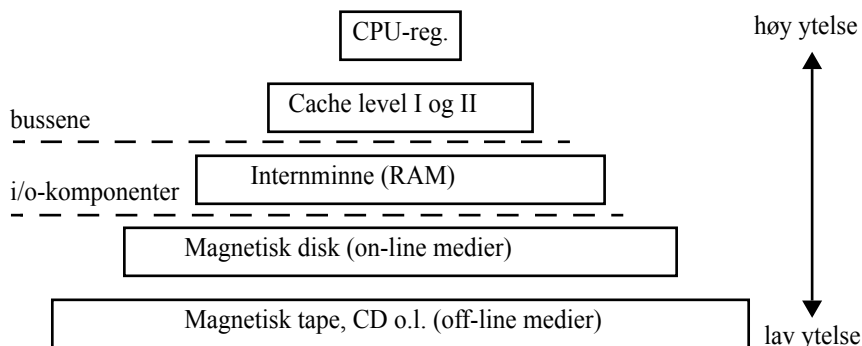 CPU-reg.
høy ytelse
Cache level I og II
bussene
Internminne (RAM)
i/o-komponenter
Magnetisk disk (on-line medier)
Magnetisk tape, CD o.l. (off-line medier)
lav ytelse